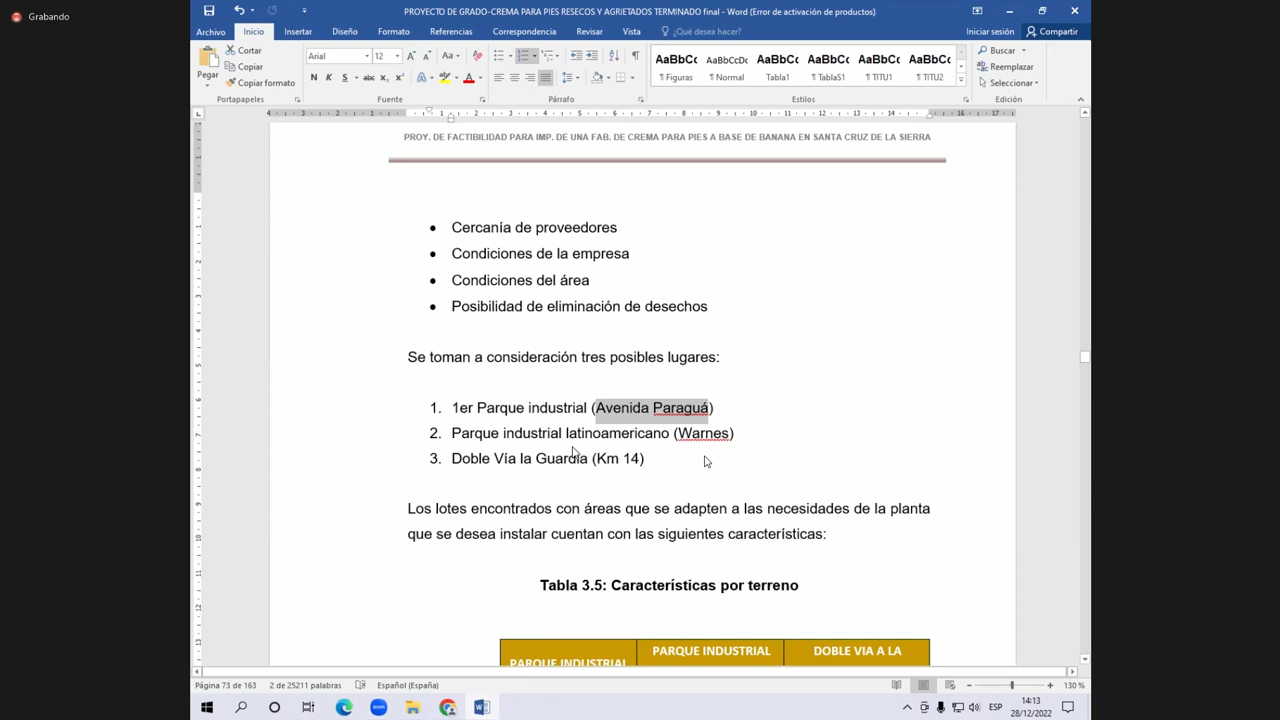 Grabando
PROYECTO DE GRADO-CREMA PARA PIES RESECOS Y AGRIETADOS TERMINADO final - Word (Error de activación de productos)
Archivo Inicio Insertar Diseño Formato Referencias Correspondencia Revisar Vista ¿Qué desea hacer? Iniciar sesión Compartir
Pegar
Cortar
Copiar
Copiar formato
Portapapeles
Arial 12
N K S abc x₂ x²
Fuente
Párrafo
AaBbCc AaBbCcDc AaBbCc AaBbCc AaBbCc AaBbCc
¶ Figuras ¶ Normal Tabla1 ¶ TablaS1 ¶ TITU1 ¶ TITU2
Estilos
Buscar
Reemplazar
Seleccionar
Edición
PROY. DE FACTIBILIDAD PARA IMP. DE UNA FAB. DE CREMA PARA PIES A BASE DE BANANA EN SANTA CRUZ DE LA SIERRA
• Cercanía de proveedores
• Condiciones de la empresa
• Condiciones del área
• Posibilidad de eliminación de desechos
Se toman a consideración tres posibles lugares:
1. 1er Parque industrial (Avenida Paraguá)
2. Parque industrial latinoamericano (Warnes)
3. Doble Vía la Guardia (Km 14)
Los lotes encontrados con áreas que se adapten a las necesidades de la planta
que se desea instalar cuentan con las siguientes características:
Tabla 3.5: Características por terreno
PARQUE INDUSTRIAL PARQUE INDUSTRIAL DOBLE VIA A LA
Página 73 de 163 2 de 25211 palabras Español (España) 130 %
zoom
ESP
14:13
28/12/2022